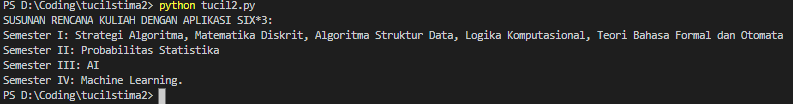 PS D:\Coding\tucilstima2> python tucil2.py
SUSUNAN RENCANA KULIAH DENGAN APLIKASI SIX*3:
Semester I: Strategi Algoritma, Matematika Diskrit, Algoritma Struktur Data, Logika Komputasional, Teori Bahasa Formal dan Otomata
Semester II: Probabilitas Statistika
Semester III: AI
Semester IV: Machine Learning.
PS D:\Coding\tucilstima2>